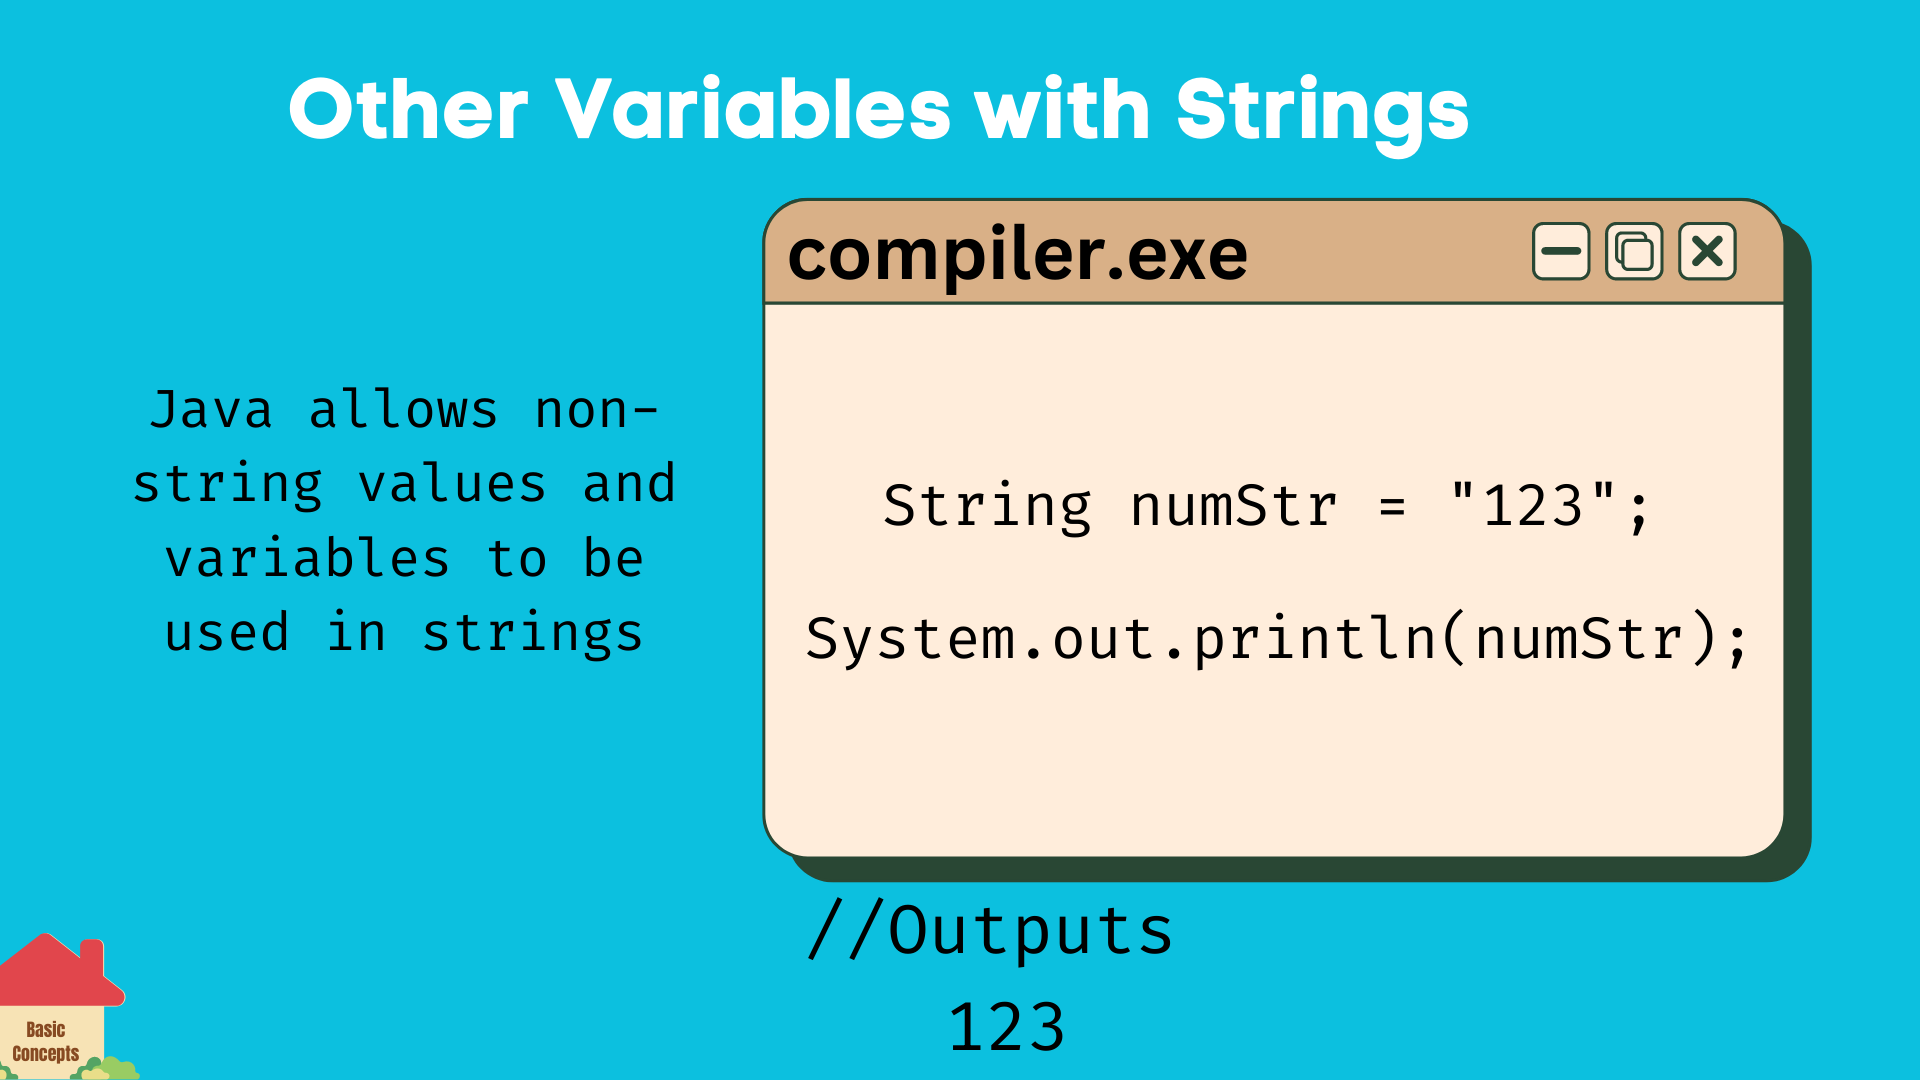 Other Variables with Strings
compiler.exe
Java allows non-
string values and
variables to be
used in strings
String numStr = "123";
System.out.println(numStr);
//Outputs
123
Basic
Concepts